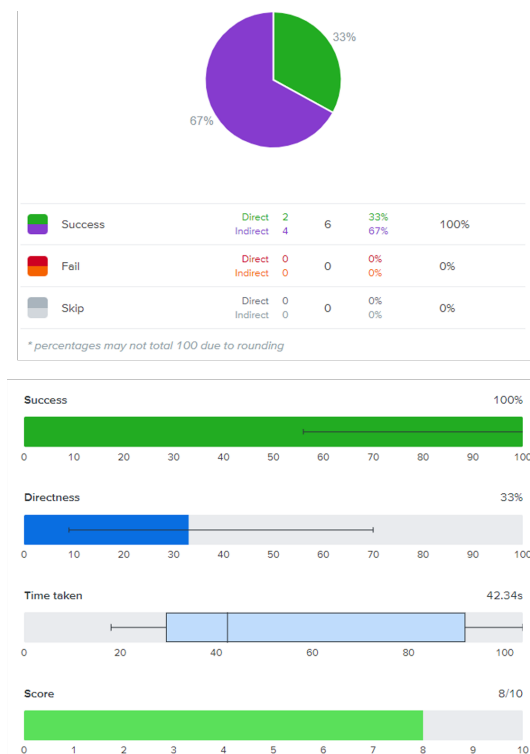 33%
67%
Success Direct 2 6 33% 100%
Indirect 4 67%
Fail Direct 0 0 0% 0%
Indirect 0 0%
Skip Direct 0 0 0% 0%
Indirect 0 0%
* percentages may not total 100 due to rounding
Success 100%
0 10 20 30 40 50 60 70 80 90 100
Directness 33%
0 10 20 30 40 50 60 70 80 90 100
Time taken 42.34s
0 20 40 60 80 100
Score 8/10
0 1 2 3 4 5 6 7 8 9 10